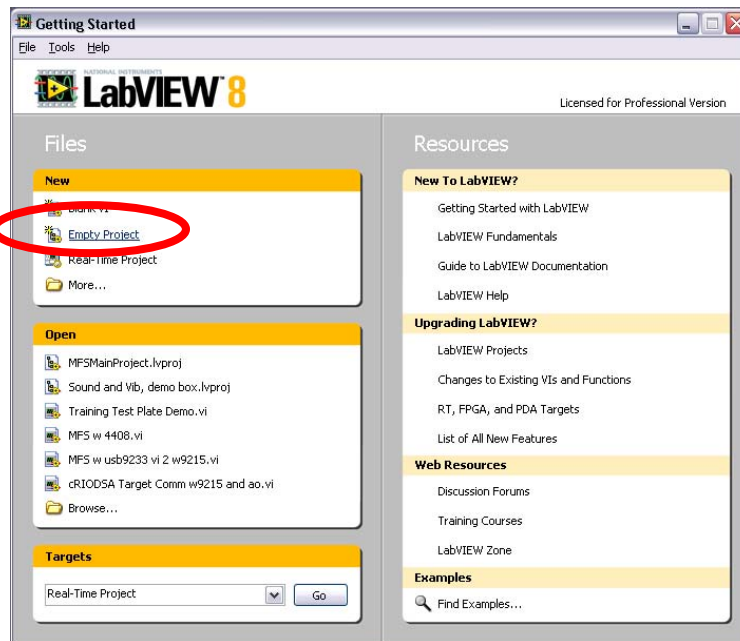 Getting Started
File Tools Help
NATIONAL INSTRUMENTS
LabVIEW 8
Licensed for Professional Version
Files
New
Blank VI
Empty Project
Real-Time Project
More...
Open
MFSMainProject.lvproj
Sound and Vib, demo box.lvproj
Training Test Plate Demo.vi
MFS w 4408.vi
MFS w usb9233 vi 2 w9215.vi
cRIODSA Target Comm w9215 and ao.vi
Browse...
Targets
Real-Time Project
Go
Resources
New To LabVIEW?
Getting Started with LabVIEW
LabVIEW Fundamentals
Guide to LabVIEW Documentation
LabVIEW Help
Upgrading LabVIEW?
LabVIEW Projects
Changes to Existing VIs and Functions
RT, FPGA, and PDA Targets
List of All New Features
Web Resources
Discussion Forums
Training Courses
LabVIEW Zone
Examples
Find Examples...